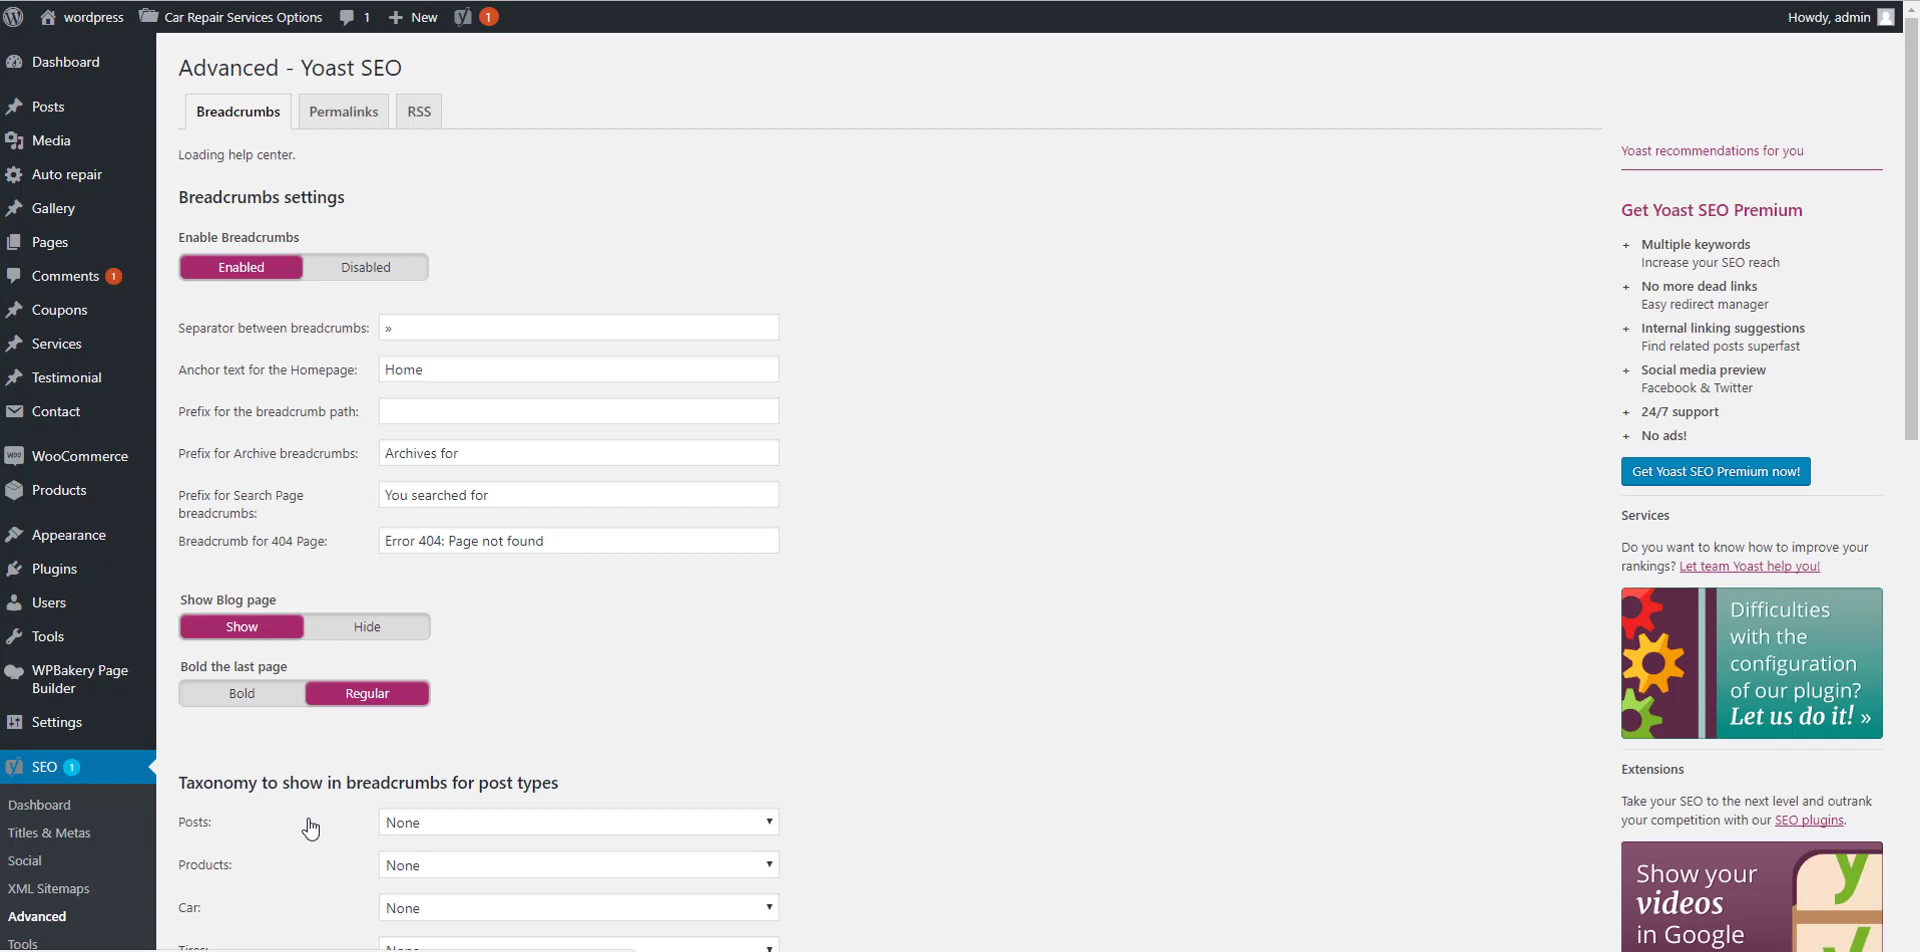 wordpress
Car Repair Services Options
1
New
1
Howdy, admin
Dashboard
Posts
Media
Auto repair
Gallery
Pages
Comments 1
Coupons
Services
Testimonial
Contact
WooCommerce
Products
Appearance
Plugins
Users
Tools
WPBakery Page
Builder
Settings
SEO 1
Dashboard
Titles & Metas
Social
XML Sitemaps
Advanced
Tools
Advanced - Yoast SEO
Breadcrumbs
Permalinks
RSS
Loading help center.
Breadcrumbs settings
Enable Breadcrumbs
Enabled
Disabled
Separator between breadcrumbs: »
Anchor text for the Homepage: Home
Prefix for the breadcrumb path:
Prefix for Archive breadcrumbs: Archives for
Prefix for Search Page
breadcrumbs:
You searched for
Breadcrumb for 404 Page: Error 404: Page not found
Show Blog page
Show
Hide
Bold the last page
Bold
Regular
Taxonomy to show in breadcrumbs for post types
Posts: None
Products: None
Car: None
Tires: None
Yoast recommendations for you
Get Yoast SEO Premium
+ Multiple keywords
Increase your SEO reach
+ No more dead links
Easy redirect manager
+ Internal linking suggestions
Find related posts superfast
+ Social media preview
Facebook & Twitter
+ 24/7 support
+ No ads!
Get Yoast SEO Premium now!
Services
Do you want to know how to improve your
rankings? Let team Yoast help you!
Difficulties
with the
configuration
of our plugin?
Let us do it! »
Extensions
Take your SEO to the next level and outrank
your competition with our SEO plugins.
Show your
videos
in Google